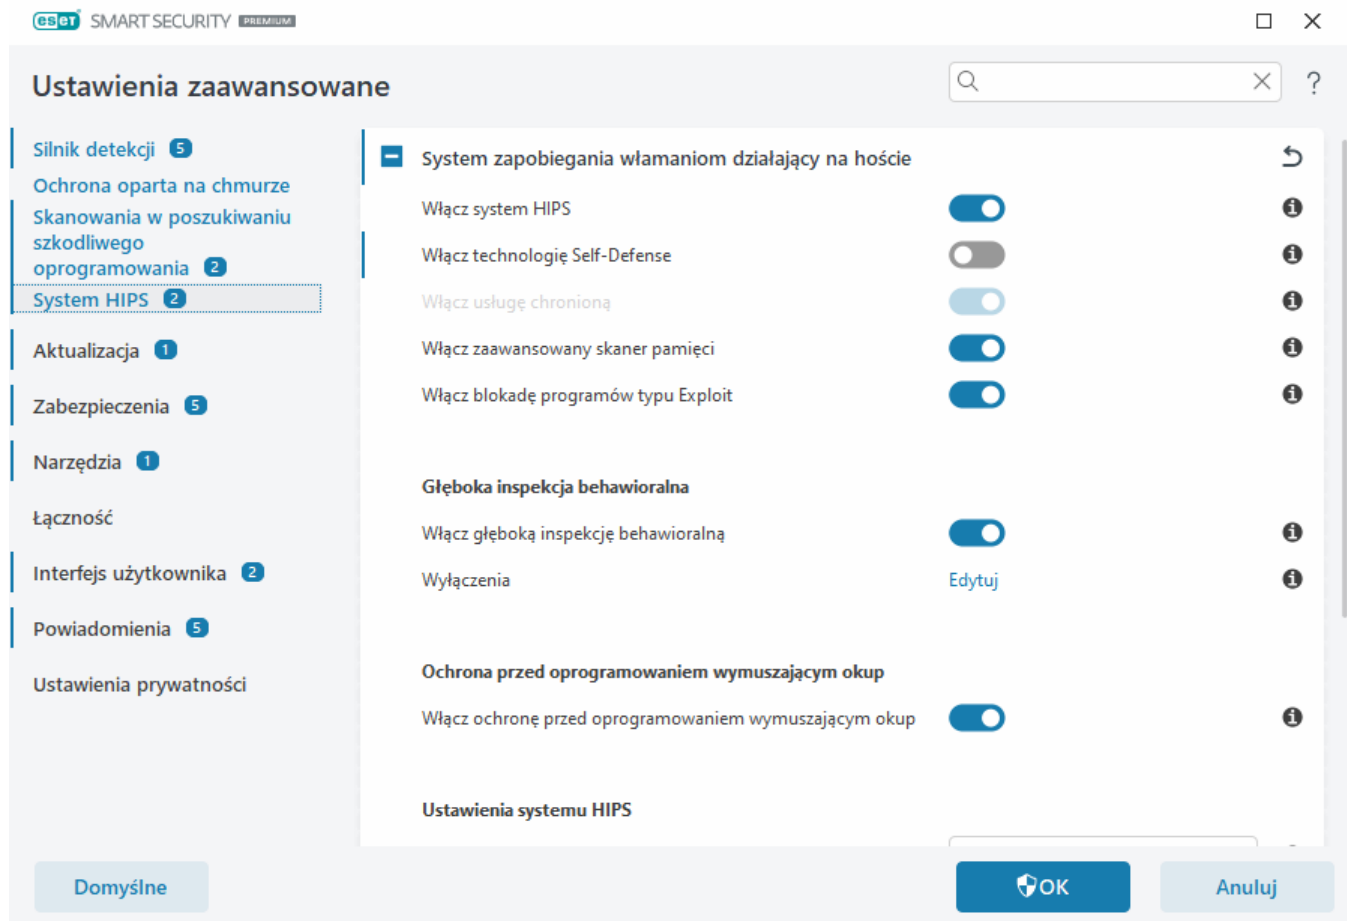 eset SMART SECURITY PREMIUM
Ustawienia zaawansowane
?
Silnik detekcji 5
Ochrona oparta na chmurze
Skanowania w poszukiwaniu
szkodliwego
oprogramowania 2
System HIPS 2
Aktualizacja 1
Zabezpieczenia 5
Narzędzia 1
Łączność
Interfejs użytkownika 2
Powiadomienia 5
Ustawienia prywatności
System zapobiegania włamaniom działający na hoście
Włącz system HIPS
Włącz technologię Self-Defense
Włącz usługę chronioną
Włącz zaawansowany skaner pamięci
Włącz blokadę programów typu Exploit
Głęboka inspekcja behawioralna
Włącz głęboką inspekcję behawioralną
Wyłączenia Edytuj
Ochrona przed oprogramowaniem wymuszającym okup
Włącz ochronę przed oprogramowaniem wymuszającym okup
Ustawienia systemu HIPS
Domyślne
OK
Anuluj